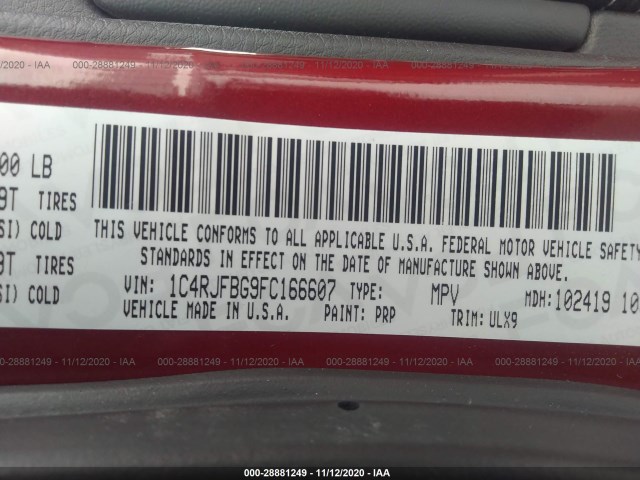 000-28881249 - 11/12/2020 - IAA
00 LB
9T TIRES
SI) COLD
9T TIRES
SI) COLD
THIS VEHICLE CONFORMS TO ALL APPLICABLE U.S.A. FEDERAL MOTOR VEHICLE SAFETY
STANDARDS IN EFFECT ON THE DATE OF MANUFACTURE SHOWN ABOVE.
VIN: 1C4RJFBG9FC166607 TYPE: MPV MDH:102419 10
VEHICLE MADE IN U.S.A. PAINT: PRP TRIM: ULX9
000-28881249 - 11/12/2020 - IAA
000-28881249 - 11/12/2020 - IAA